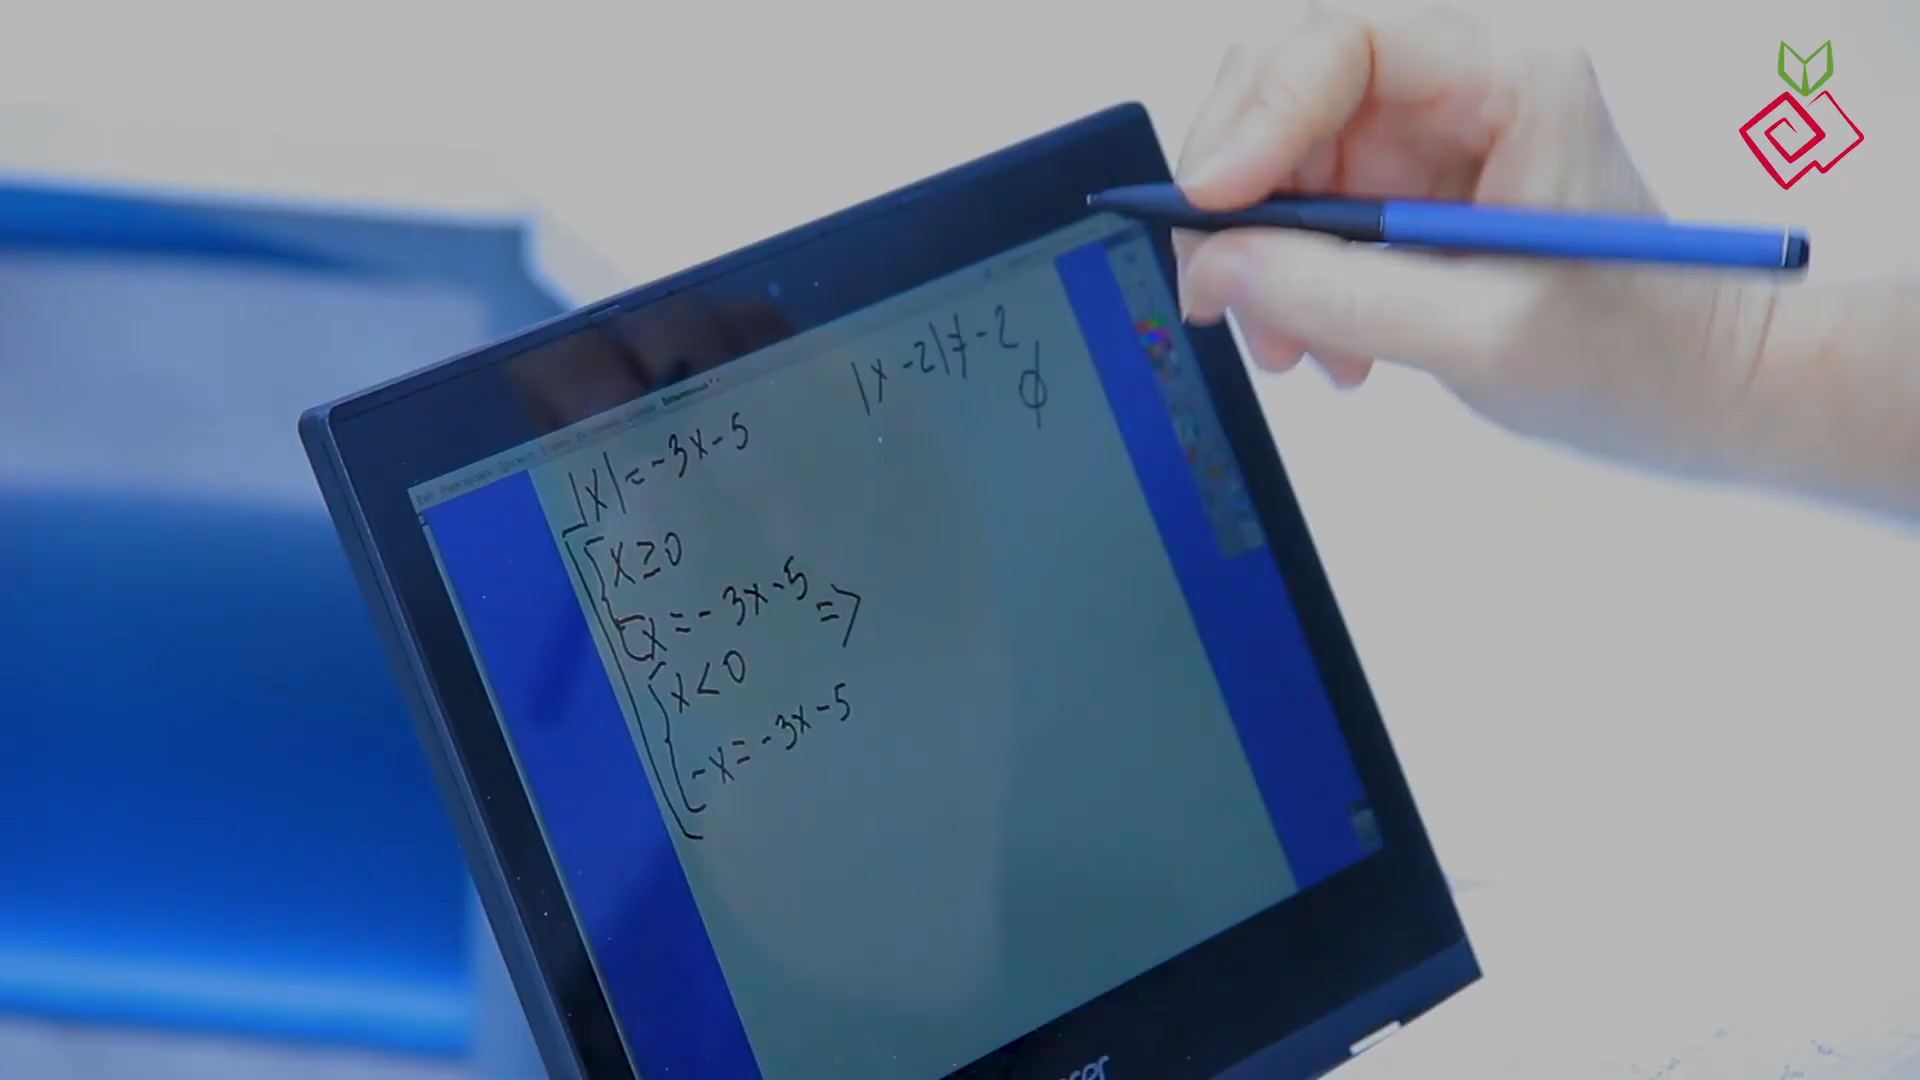 |x| = -3x - 5
|x - 2| ≠ -2
∅
x ≥ 0
x = -3x - 5
=>
x < 0
-x = -3x - 5